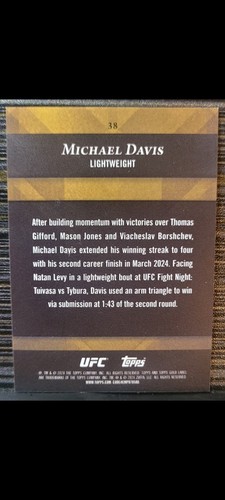 38
MICHAEL DAVIS
LIGHTWEIGHT
After building momentum with victories over Thomas
Gifford, Mason Jones and Viacheslav Borshchev,
Michael Davis extended his winning streak to four
with his second career finish in March 2024. Facing
Natan Levy in a lightweight bout at UFC Fight Night:
Tuivasa vs Tybura, Davis used an arm triangle to win
via submission at 1:43 of the second round.
UFC Topps